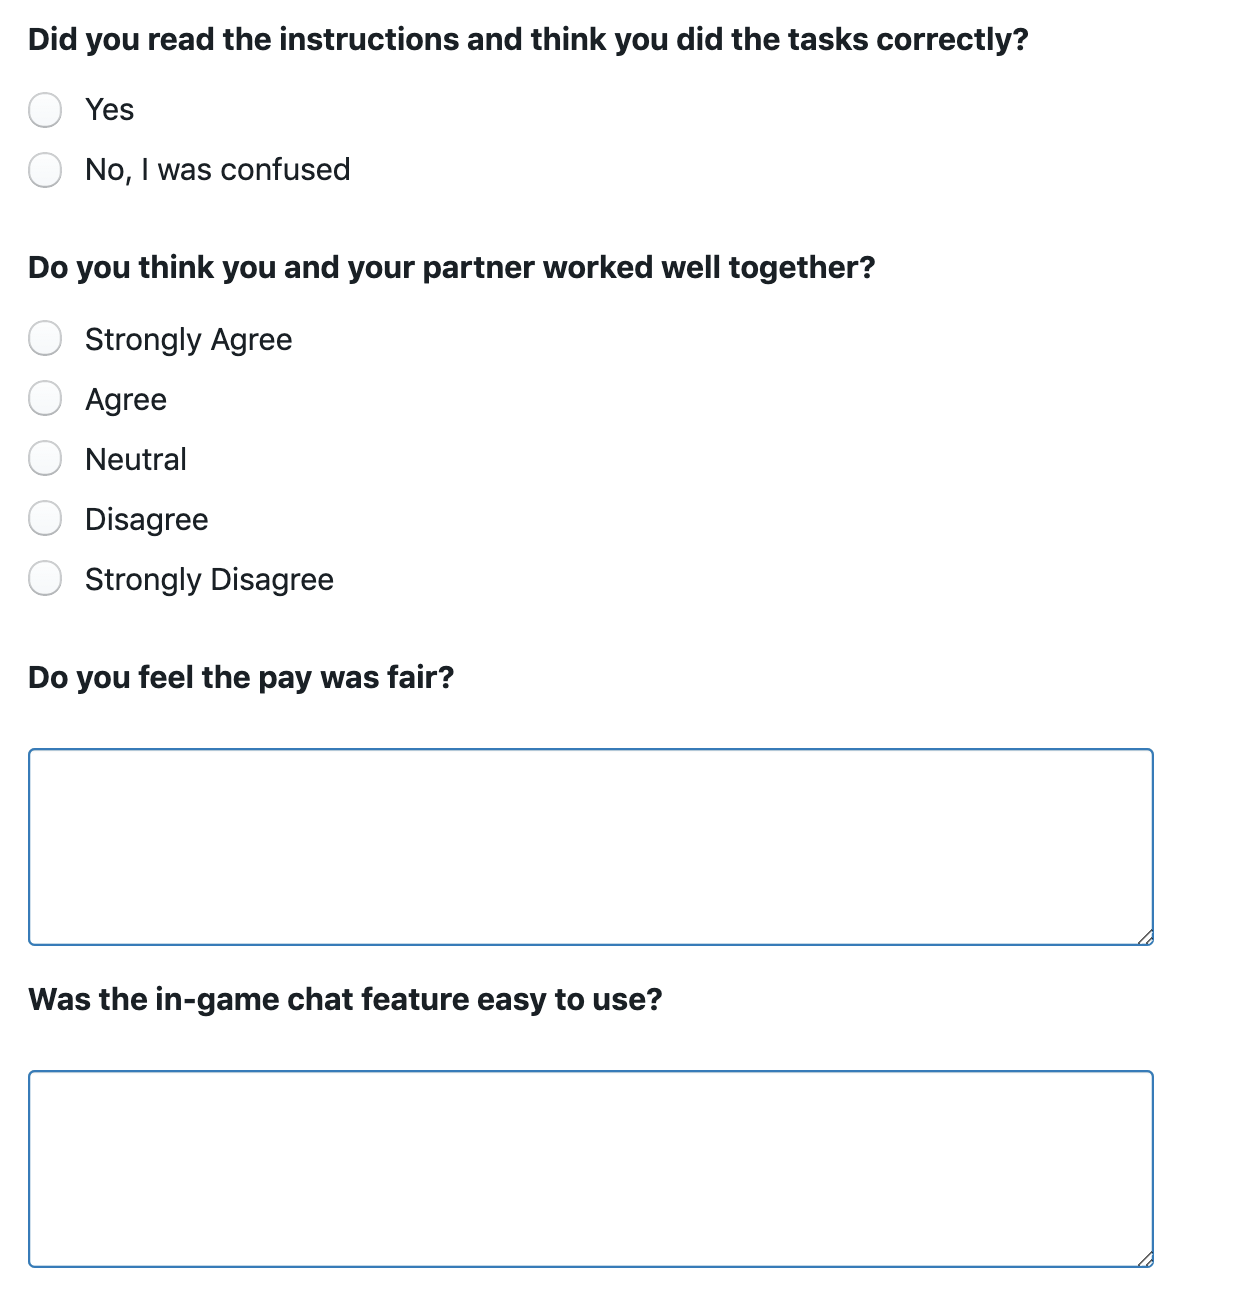 Did you read the instructions and think you did the tasks correctly?
Yes
No, I was confused
Do you think you and your partner worked well together?
Strongly Agree
Agree
Neutral
Disagree
Strongly Disagree
Do you feel the pay was fair?
Was the in-game chat feature easy to use?